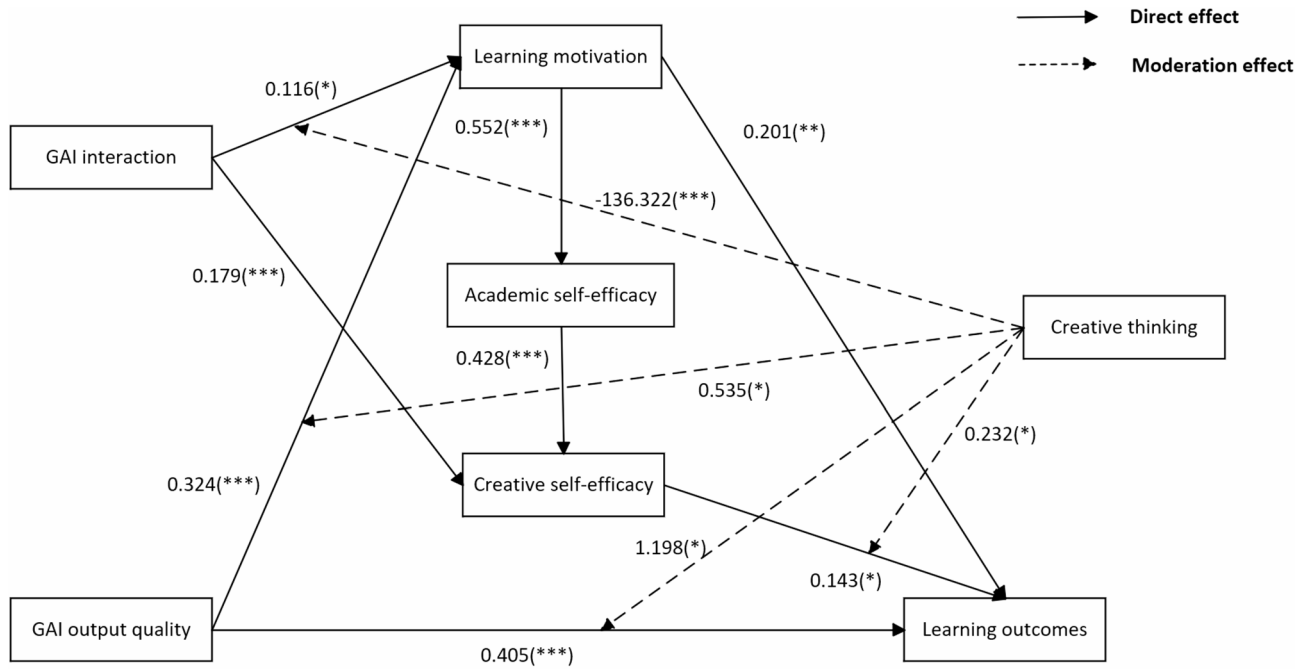 Direct effect
Learning motivation
Moderation effect
0.116(*)
0.552(***)
0.201(**)
GAI interaction
-136.322(***)
0.179(***)
Academic self-efficacy
Creative thinking
0.428(***)
0.535(*)
0.232(*)
0.324(***)
Creative self-efficacy
1.198(*)
0.143(*)
GAI output quality
Learning outcomes
0.405(***)